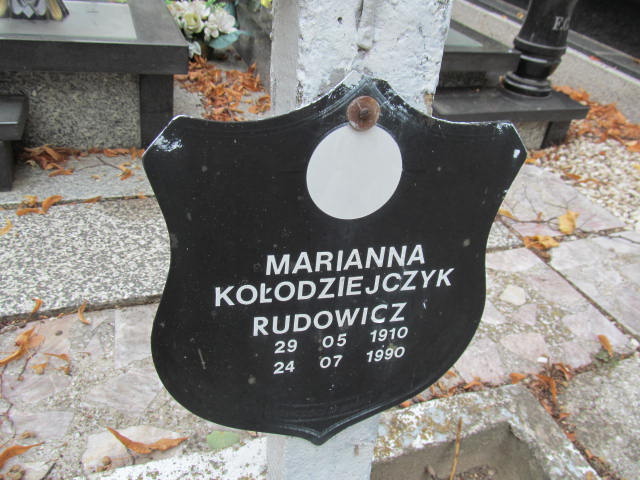 MARIANNA
KOŁODZIEJCZYK
RUDOWICZ
29 05 1910
24 07 1990